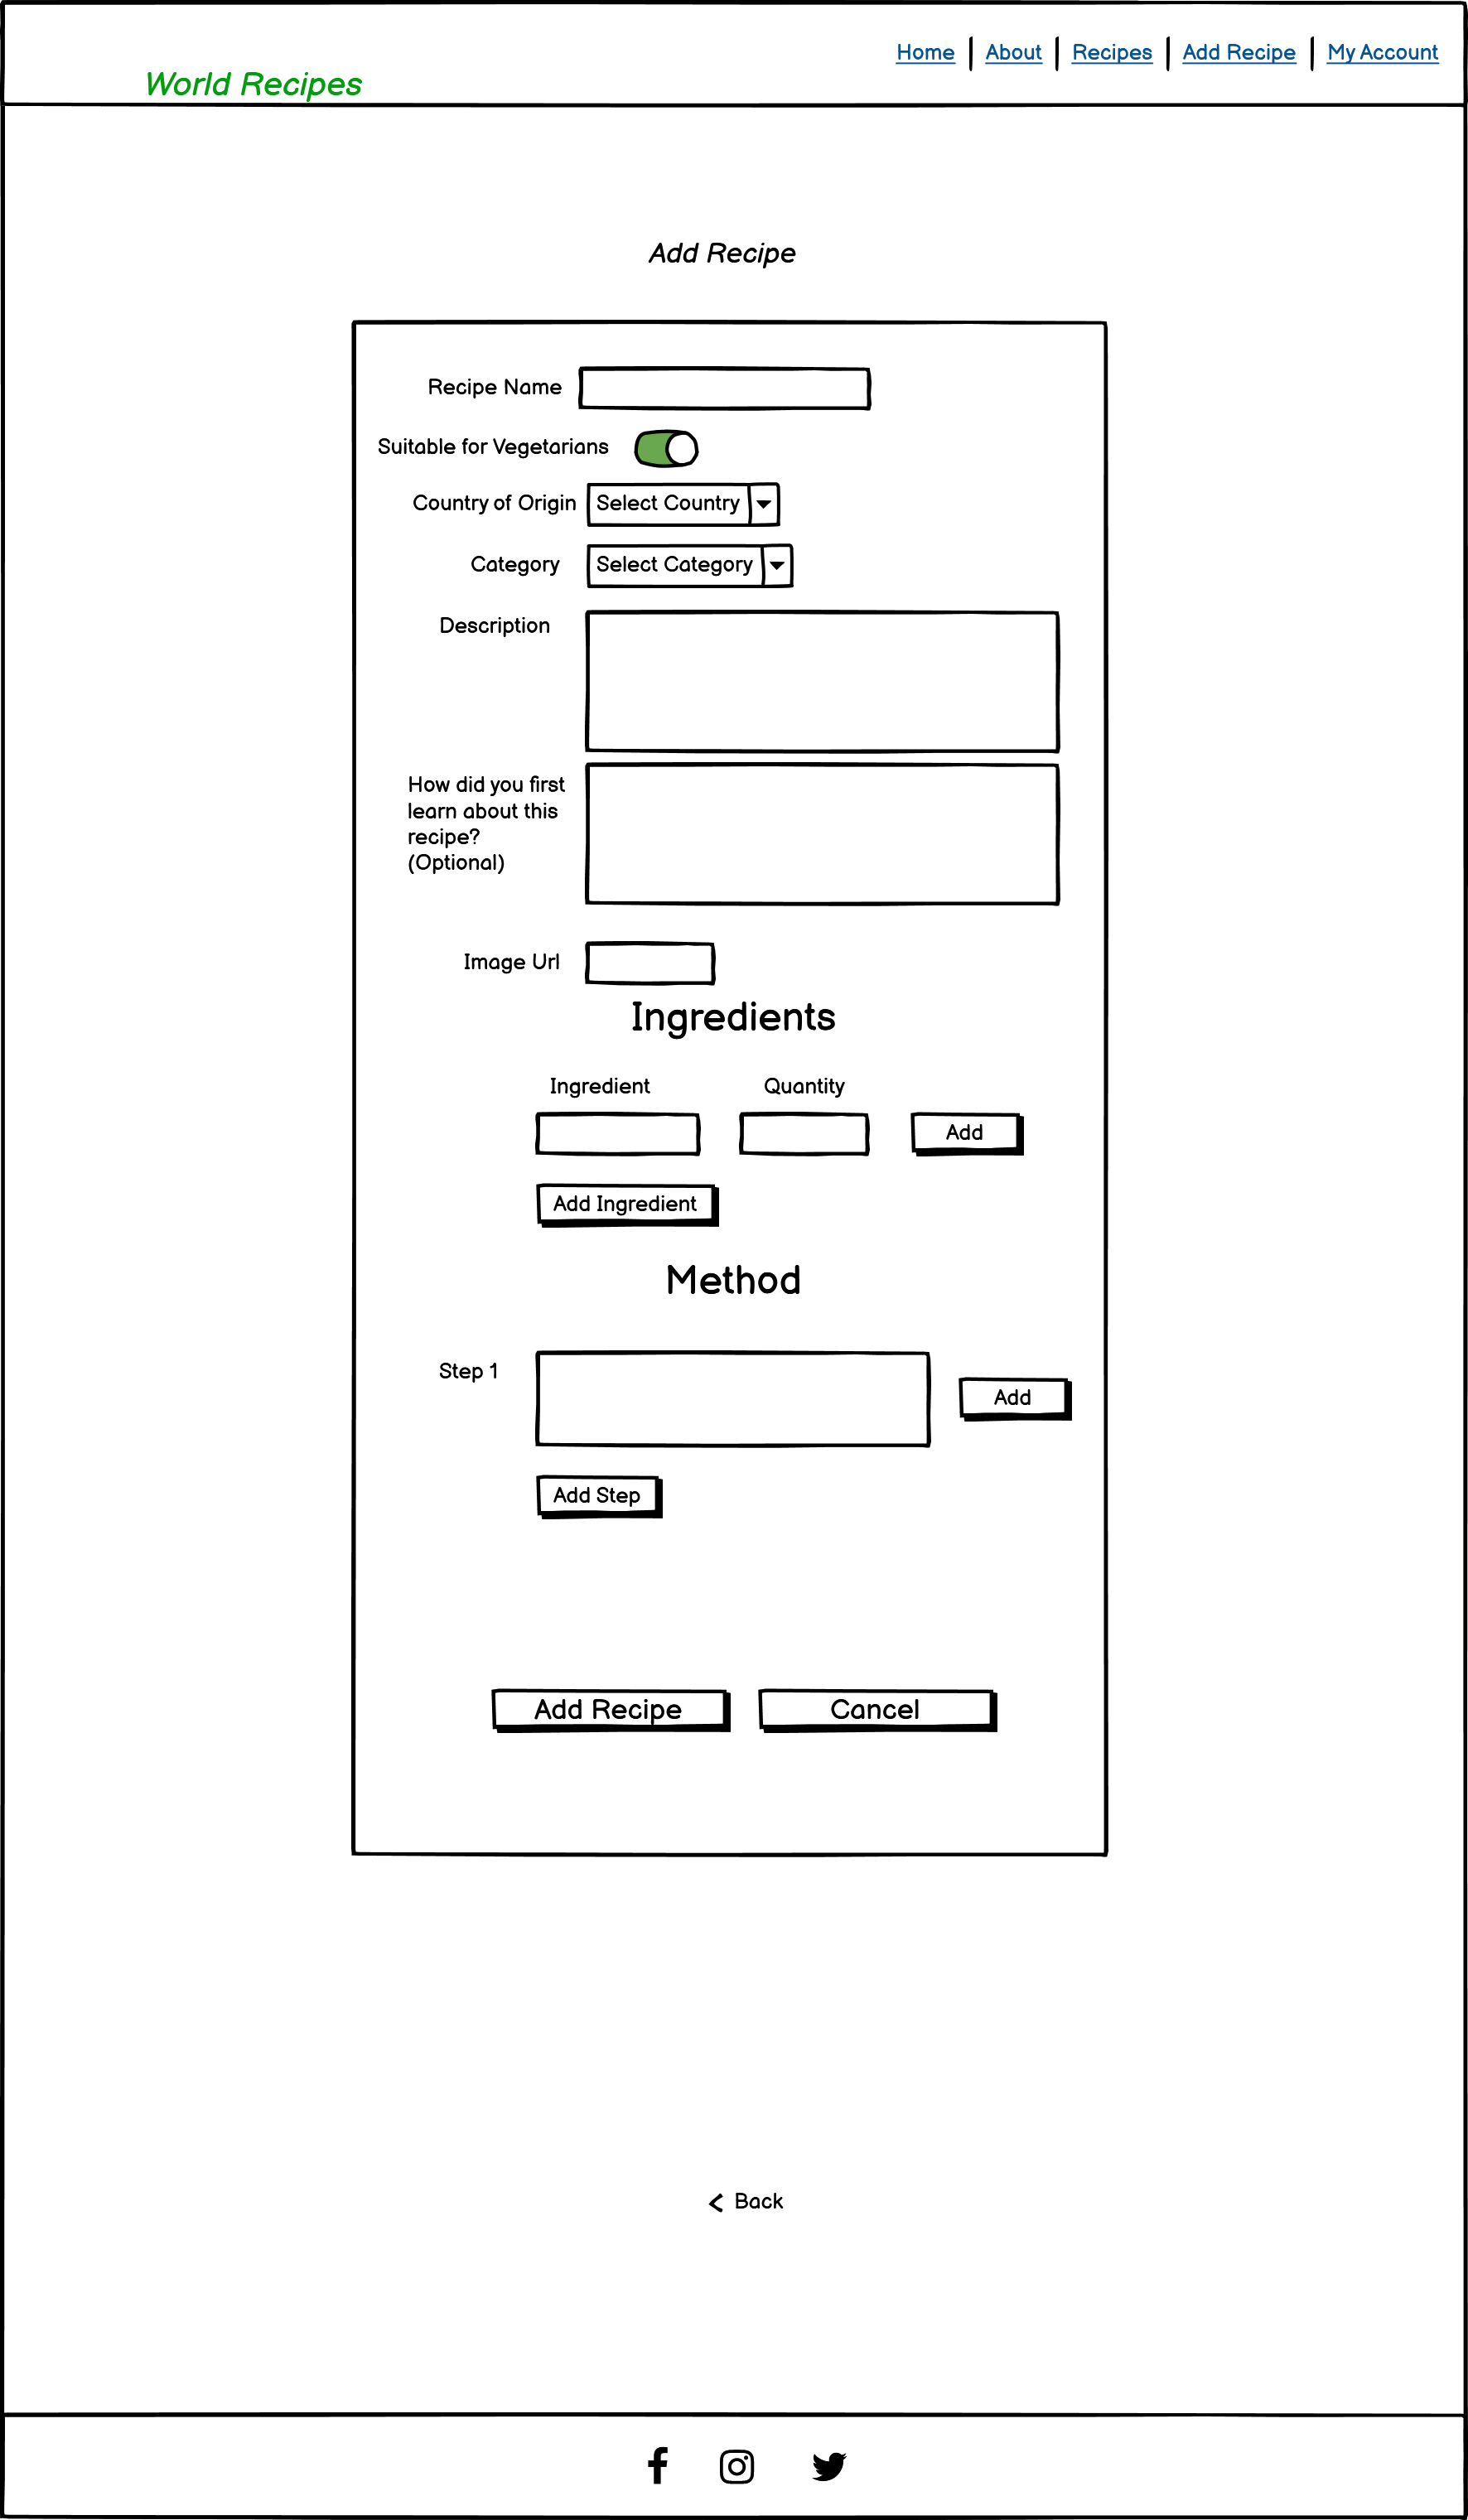 Home About Recipes Add Recipe My Account
World Recipes
Add Recipe
Recipe Name
Suitable for Vegetarians
Country of Origin Select Country
Category Select Category
Description
How did you first
learn about this
recipe?
(Optional)
Image Url
Ingredients
Ingredient Quantity
Add
Add Ingredient
Method
Step 1
Add
Add Step
Add Recipe Cancel
Back